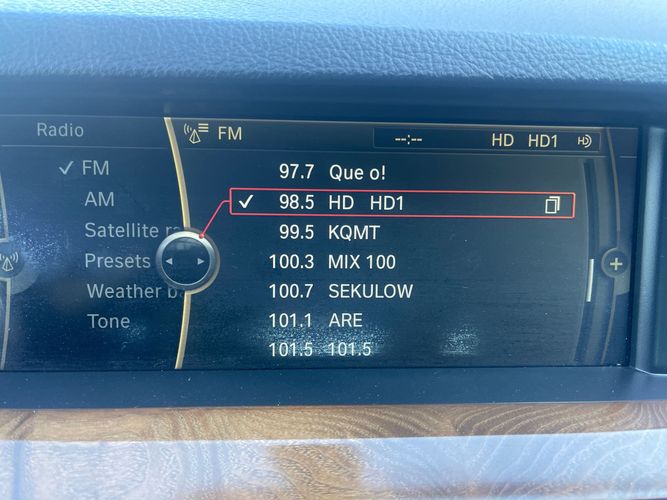 Radio
FM
--:-- HD HD1 HD
✓ FM
AM
Satellite
Presets
Weather
Tone
97.7 Que o!
✓ 98.5 HD HD1
99.5 KQMT
100.3 MIX 100
100.7 SEKULOW
101.1 ARE
101.5 101.5